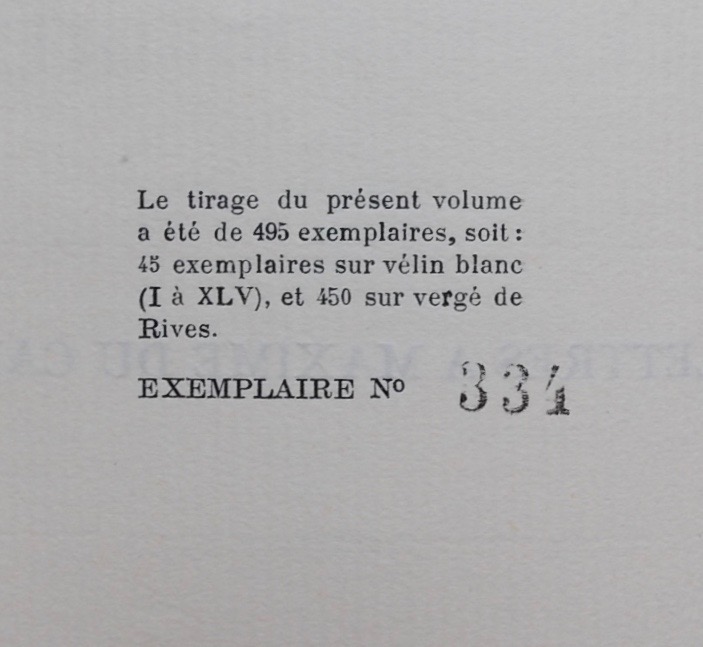 Le tirage du présent volume
a été de 495 exemplaires, soit :
45 exemplaires sur vélin blanc
(I à XLV), et 450 sur vergé de
Rives.
EXEMPLAIRE Nº 334